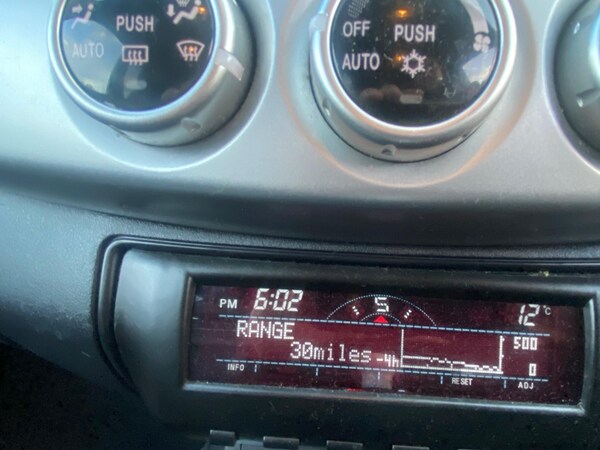 PUSH
AUTO
OFF PUSH
AUTO
PM 6:02 S 12°C
RANGE 500
30miles -4h
0
INFO RESET ADJ